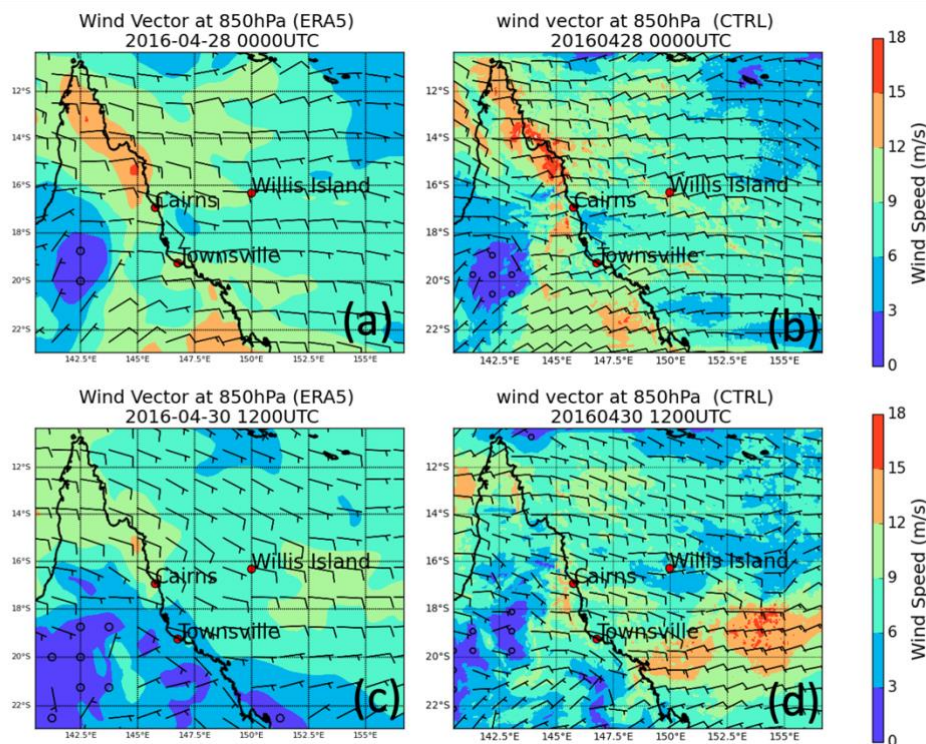 Wind Vector at 850hPa (ERA5)
2016-04-28 0000UTC
12°S
14°S
16°S
18°S
20°S
22°S
142.5°E
145°E
147.5°E
150°E
152.5°E
155°E
Willis Island
Cairns
Townsville
(a)
wind vector at 850hPa (CTRL)
20160428 0000UTC
12°S
14°S
16°S
18°S
20°S
22°S
142.5°E
145°E
147.5°E
150°E
152.5°E
155°E
Willis Island
Cairns
Townsville
(b)
18
15
12
9
6
3
0
Wind Speed (m/s)
Wind Vector at 850hPa (ERA5)
2016-04-30 1200UTC
12°S
14°S
16°S
18°S
20°S
22°S
142.5°E
145°E
147.5°E
150°E
152.5°E
155°E
Willis Island
Cairns
Townsville
(c)
wind vector at 850hPa (CTRL)
20160430 1200UTC
12°S
14°S
16°S
18°S
20°S
22°S
142.5°E
145°E
147.5°E
150°E
152.5°E
155°E
Willis Island
Cairns
Townsville
(d)
18
15
12
9
6
3
0
Wind Speed (m/s)